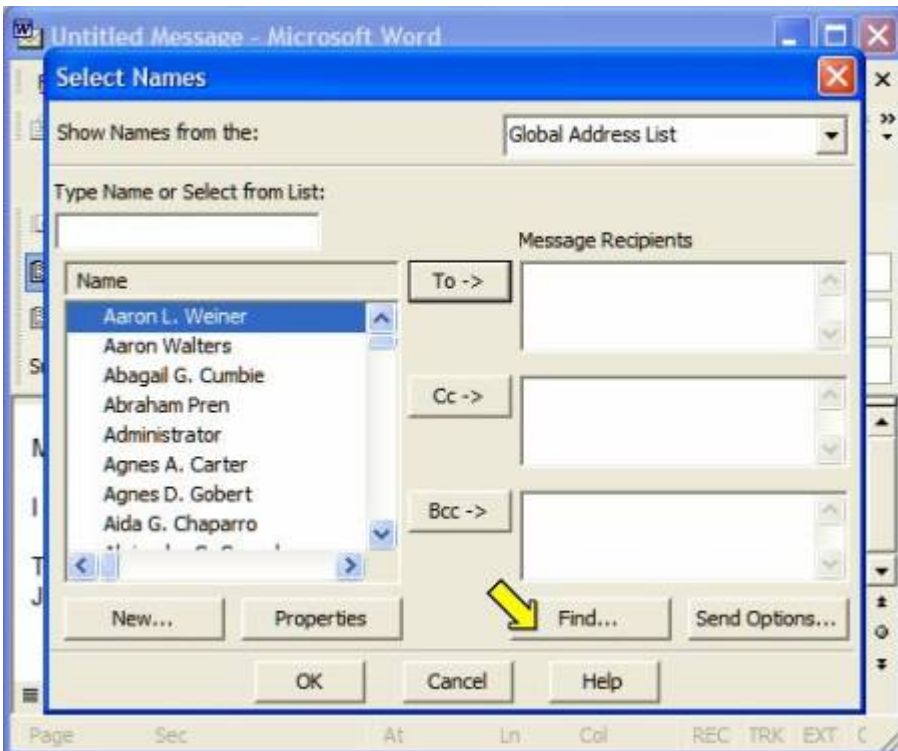 Untitled Message - Microsoft Word
Select Names
Show Names from the:
Global Address List
Type Name or Select from List:
Message Recipients
Name
To ->
Aaron L. Weiner
Aaron Walters
Abagail G. Cumbie
Abraham Pren
Cc ->
Administrator
Agnes A. Carter
Agnes D. Gobert
Bcc ->
Aida G. Chaparro
New...
Properties
Find...
Send Options...
OK
Cancel
Help
Page Sec At Ln Col REC TRK EXT